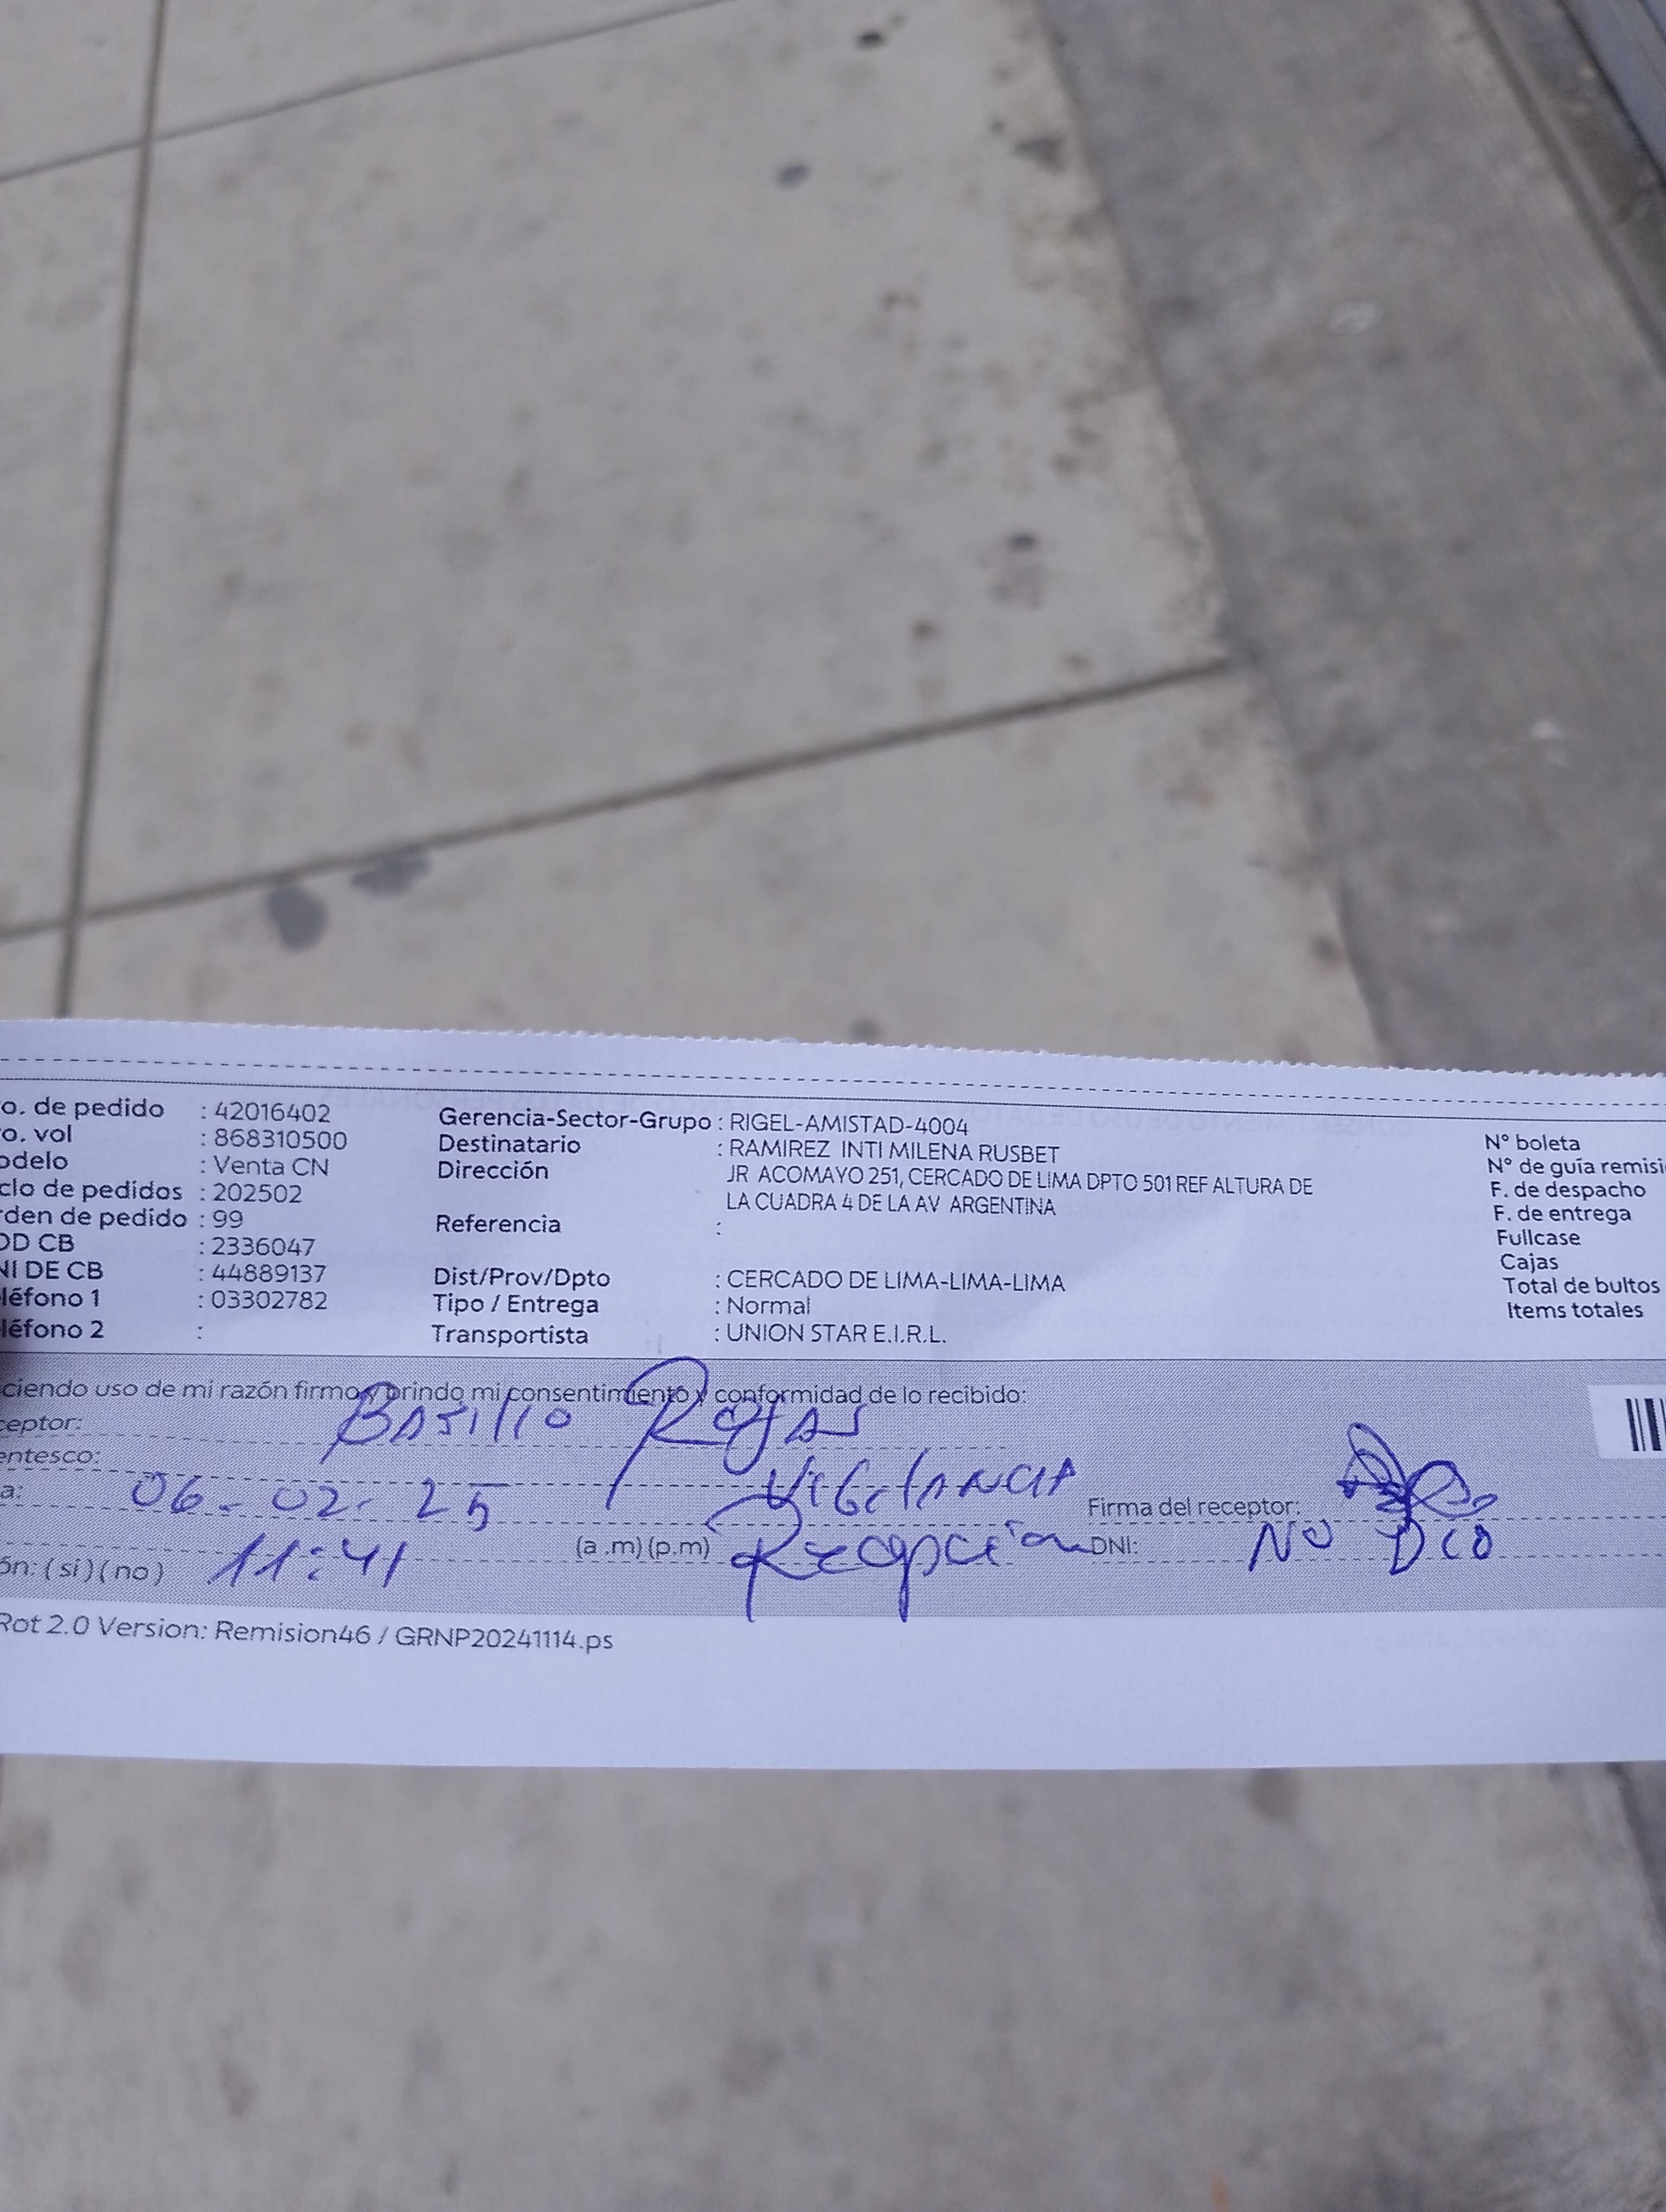 o. de pedido : 42016402
o. vol : 868310500
odelo : Venta CN
clo de pedidos : 202502
den de pedido : 99
OD CB : 2336047
NI DE CB : 44889137
léfono 1 : 03302782
léfono 2 :
Gerencia-Sector-Grupo : RIGEL-AMISTAD-4004
Destinatario : RAMIREZ INTI MILENA RUSBET
Dirección JR ACOMAYO 251, CERCADO DE LIMA DPTO 501 REF ALTURA DE
LA CUADRA 4 DE LA AV ARGENTINA
Referencia :
Dist/Prov/Dpto : CERCADO DE LIMA-LIMA-LIMA
Tipo / Entrega : Normal
Transportista : UNION STAR E.I.R.L.
N° boleta
N° de guía remisi
F. de despacho
F. de entrega
Fullcase
Cajas
Total de bultos
Items totales
ciendo uso de mi razón firmo y brindo mi consentimiento y conformidad de lo recibido:
ceptor: BASILIO ROJAS
entesco: VIGILANCIA
a: 06-02-25 Firma del receptor:
ón: (si) (no) 11:41 (a .m) (p.m) Recepción DNI: NO DIO
Rot 2.0 Version: Remision46 / GRNP20241114.ps